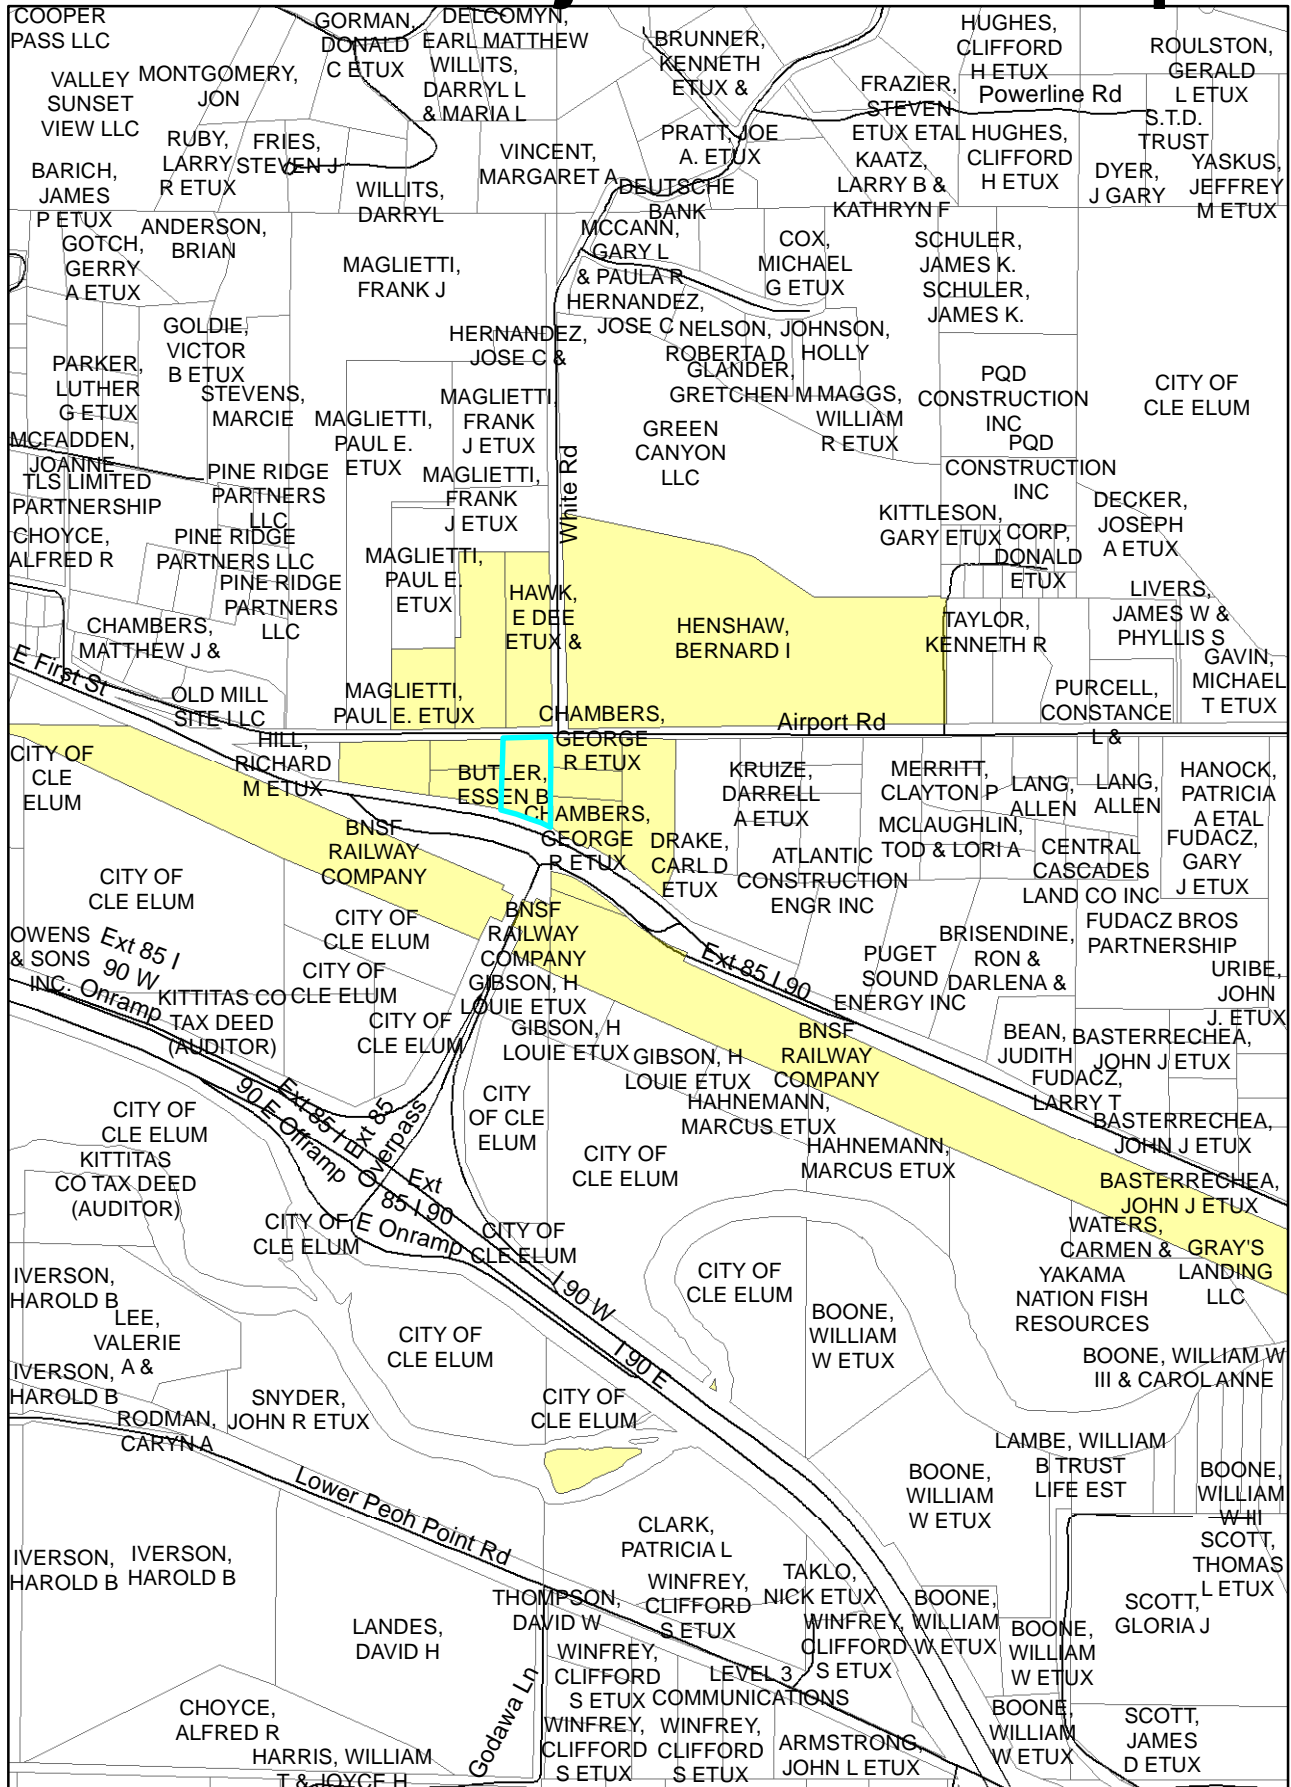 COOPER
PASS LLC
GORMAN,
DONALD
C ETUX
DELCOMYN,
EARL MATTHEW
WILLITS,
DARRYL L
& MARIA L
BRUNNER,
KENNETH
ETUX &
HUGHES,
CLIFFORD
H ETUX
ROULSTON,
GERALD
L ETUX
VALLEY
SUNSET
VIEW LLC
MONTGOMERY,
JON
FRAZIER,
STEVEN
ETUX ETAL
Powerline Rd
S.T.D.
TRUST
RUBY,
LARRY
R ETUX
FRIES,
STEVEN J
VINCENT,
MARGARET A
PRATT, JOE
A. ETUX
KAATZ,
LARRY B &
KATHRYN F
HUGHES,
CLIFFORD
H ETUX
DYER,
J GARY
YASKUS,
JEFFREY
M ETUX
BARICH,
JAMES
P ETUX
WILLITS,
DARRYL
DEUTSCHE
BANK
ANDERSON,
BRIAN
GOTCH,
GERRY
A ETUX
MAGLIETTI,
FRANK J
MCCANN,
GARY L
& PAULA R
COX,
MICHAEL
G ETUX
SCHULER,
JAMES K.
SCHULER,
JAMES K.
HERNANDEZ,
JOSE C
GOLDIE,
VICTOR
B ETUX
HERNANDEZ,
JOSE C &
NELSON,
ROBERTA D
JOHNSON,
HOLLY
PARKER,
LUTHER
G ETUX
STEVENS,
MARCIE
GLANDER,
GRETCHEN M
MAGGS,
WILLIAM
R ETUX
PQD
CONSTRUCTION
INC
CITY OF
CLE ELUM
MAGLIETTI,
PAUL E.
ETUX
MAGLIETTI,
FRANK
J ETUX
GREEN
CANYON
LLC
PQD
CONSTRUCTION
INC
MCFADDEN,
JOANNE
TLS LIMITED
PARTNERSHIP
PINE RIDGE
PARTNERS
LLC
MAGLIETTI,
FRANK
J ETUX
White Rd
DECKER,
JOSEPH
A ETUX
CHOYCE,
ALFRED R
PINE RIDGE
PARTNERS LLC
KITTLESON,
GARY ETUX
CORP,
DONALD
ETUX
MAGLIETTI,
PAUL E.
ETUX
PINE RIDGE
PARTNERS
LLC
HAWK,
E DEE
ETUX &
LIVERS,
JAMES W &
PHYLLIS S
CHAMBERS,
MATTHEW J &
HENSHAW,
BERNARD I
TAYLOR,
KENNETH R
GAVIN,
MICHAEL
T ETUX
E First St
OLD MILL
SITE LLC
MAGLIETTI,
PAUL E. ETUX
PURCELL,
CONSTANCE
L &
CHAMBERS,
GEORGE
R ETUX
Airport Rd
CITY OF
CLE
ELUM
HILL,
RICHARD
M ETUX
BUTLER,
ESSEN B
KRUIZE,
DARRELL
A ETUX
MERRITT,
CLAYTON P
LANG,
ALLEN
LANG,
ALLEN
HANOCK,
PATRICIA
A ETAL
CHAMBERS,
GEORGE
R ETUX
BNSF
RAILWAY
COMPANY
DRAKE,
CARL D
ETUX
MCLAUGHLIN,
TOD & LORI A
CENTRAL
CASCADES
LAND CO INC
FUDACZ,
GARY
J ETUX
ATLANTIC
CONSTRUCTION
ENGR INC
CITY OF
CLE ELUM
CITY OF
CLE ELUM
BNSF
RAILWAY
COMPANY
FUDACZ BROS
PARTNERSHIP
OWENS
& SONS
INC.
Ext 85 I
90 W
Onramp
BRISENDINE,
RON &
DARLENA &
Ext 85 I 90
PUGET
SOUND
ENERGY INC
URIBE,
JOHN
J. ETUX
CITY OF
CLE ELUM
GIBSON, H
LOUIE ETUX
KITTITAS CO
TAX DEED
(AUDITOR)
CITY OF
CLE ELUM
GIBSON, H
LOUIE ETUX
BNSF
RAILWAY
COMPANY
BEAN,
JUDITH
BASTERRECHEA,
JOHN J ETUX
GIBSON, H
LOUIE ETUX
FUDACZ,
LARRY T
Ext 85 I
90 E Offramp
Ext 85
Overpass
CITY
OF CLE
ELUM
HAHNEMANN,
MARCUS ETUX
CITY OF
CLE ELUM
BASTERRECHEA,
JOHN J ETUX
KITTITAS
CO TAX DEED
(AUDITOR)
CITY OF
CLE ELUM
HAHNEMANN,
MARCUS ETUX
Ext
85 I 90
E Onramp
BASTERRECHEA,
JOHN J ETUX
CITY OF
CLE ELUM
CITY OF
CLE ELUM
WATERS,
CARMEN &
GRAY'S
LANDING
LLC
IVERSON,
HAROLD B
I 90 W
CITY OF
CLE ELUM
YAKAMA
NATION FISH
RESOURCES
LEE,
VALERIE
A &
CITY OF
CLE ELUM
BOONE,
WILLIAM
W ETUX
I 90 E
BOONE, WILLIAM W
III & CAROL ANNE
IVERSON,
HAROLD B
SNYDER,
JOHN R ETUX
CITY OF
CLE ELUM
RODMAN,
CARYN A
LAMBE, WILLIAM
B TRUST
LIFE EST
Lower Peoh Point Rd
BOONE,
WILLIAM
W ETUX
BOONE,
WILLIAM
W III
CLARK,
PATRICIA L
SCOTT,
THOMAS
L ETUX
IVERSON,
HAROLD B
IVERSON,
HAROLD B
WINFREY,
CLIFFORD
S ETUX
TAKLO,
NICK ETUX
THOMPSON,
DAVID W
BOONE,
WILLIAM
W ETUX
SCOTT,
GLORIA J
LANDES,
DAVID H
WINFREY,
CLIFFORD
S ETUX
BOONE,
WILLIAM
W ETUX
WINFREY,
CLIFFORD
S ETUX
LEVEL 3
COMMUNICATIONS
Godawa Ln
CHOYCE,
ALFRED R
BOONE,
WILLIAM
W ETUX
SCOTT,
JAMES
D ETUX
WINFREY,
CLIFFORD
S ETUX
WINFREY,
CLIFFORD
S ETUX
ARMSTRONG,
JOHN L ETUX
HARRIS, WILLIAM
T & JOYCE H